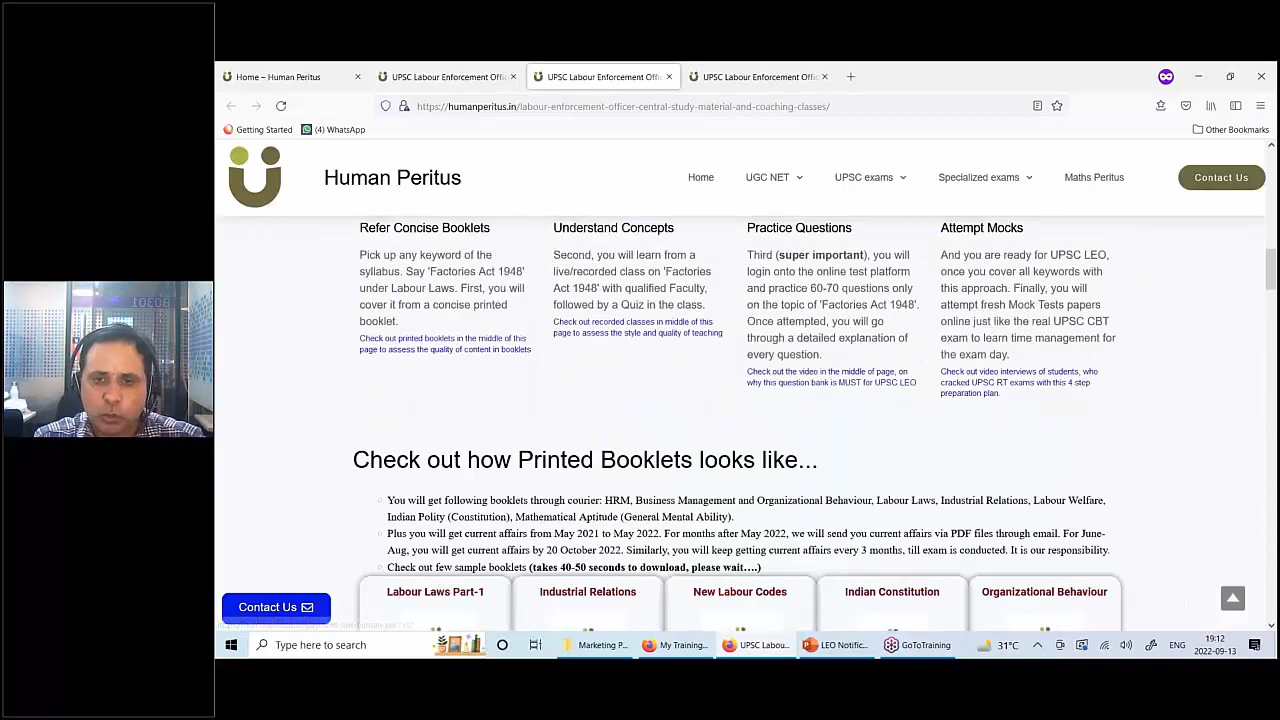 Home – Human Peritus
UPSC Labour Enforcement Offic
UPSC Labour Enforcement Offic
UPSC Labour Enforcement Offic
https://humanperitus.in/labour-enforcement-officer-central-study-material-and-coaching-classes/
Getting Started
(4) WhatsApp
Other Bookmarks
Human Peritus
Home
UGC NET
UPSC exams
Specialized exams
Maths Peritus
Contact Us
Refer Concise Booklets
Pick up any keyword of the
syllabus. Say 'Factories Act 1948'
under Labour Laws. First, you will
cover it from a concise printed
booklet.
Check out printed booklets in the middle of this
page to assess the quality of content in booklets
Understand Concepts
Second, you will learn from a
live/recorded class on 'Factories
Act 1948' with qualified Faculty,
followed by a Quiz in the class.
Check out recorded classes in middle of this
page to assess the style and quality of teaching
Practice Questions
Third (super important), you will
login onto the online test platform
and practice 60-70 questions only
on the topic of 'Factories Act 1948'.
Once attempted, you will go
through a detailed explanation of
every question.
Check out the video in the middle of page, on
why this question bank is MUST for UPSC LEO
Attempt Mocks
And you are ready for UPSC LEO,
once you cover all keywords with
this approach. Finally, you will
attempt fresh Mock Tests papers
online just like the real UPSC CBT
exam to learn time management for
the exam day.
Check out video interviews of students, who
cracked UPSC RT exams with this 4 step
preparation plan.
Check out how Printed Booklets looks like...
You will get following booklets through courier: HRM, Business Management and Organizational Behaviour, Labour Laws, Industrial Relations, Labour Welfare,
Indian Polity (Constitution), Mathematical Aptitude (General Mental Ability).
Plus you will get current affairs from May 2021 to May 2022. For months after May 2022, we will send you current affairs via PDF files through email. For June-
Aug, you will get current affairs by 20 October 2022. Similarly, you will keep getting current affairs every 3 months, till exam is conducted. It is our responsibility.
Check out few sample booklets (takes 40-50 seconds to download, please wait….)
Labour Laws Part-1
Industrial Relations
New Labour Codes
Indian Constitution
Organizational Behaviour
Contact Us
Type here to search
Marketing P...
My Training...
UPSC Labou...
LEO Notific...
GoToTraining
31°C
ENG
19:12
2022-09-13